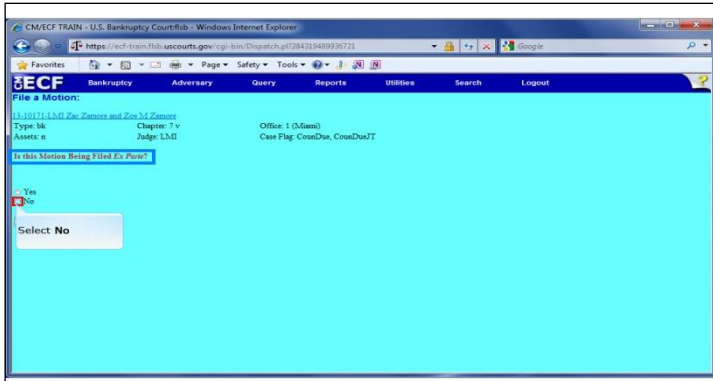 CM/ECF TRAIN - U.S. Bankruptcy Court:flsb - Windows Internet Explorer
https://ecf-train.flsb.uscourts.gov/cgi-bin/Dispatch.pl?284319489936721
Google
Favorites Page Safety Tools
ECF Bankruptcy Adversary Query Reports Utilities Search Logout ?
File a Motion:
13-10171-LMI Zac Zamore and Zoe M Zamore
Type: bk Chapter: 7 v Office: 1 (Miami)
Assets: n Judge: LMI Case Flag: CounDue, CounDueJT
Is this Motion Being Filed Ex Parte?
Yes
No
Select No